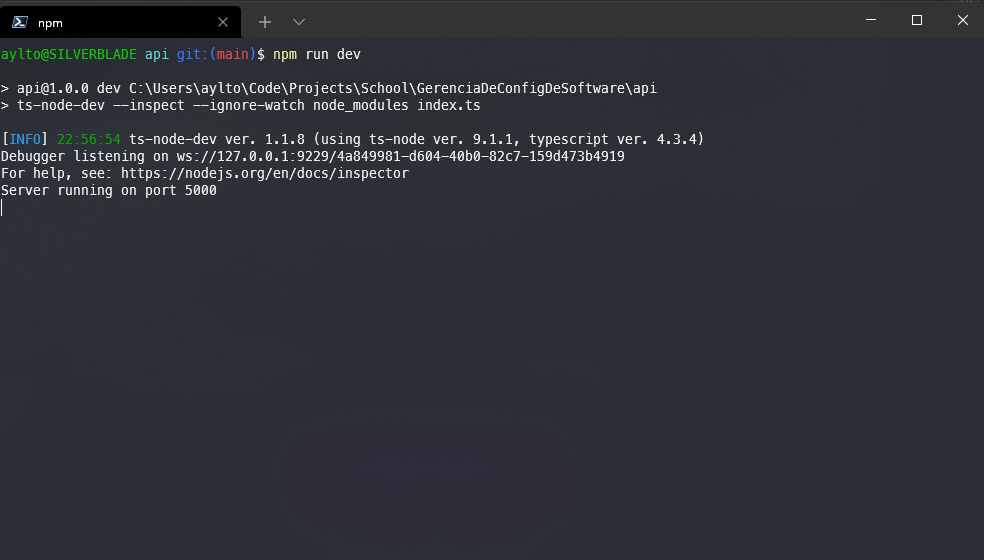 npm
aylto@SILVERBLADE api git:(main)$ npm run dev
> api@1.0.0 dev C:\Users\aylto\Code\Projects\School\GerenciaDeConfigDeSoftware\api
> ts-node-dev --inspect --ignore-watch node_modules index.ts
[INFO] 22:56:54 ts-node-dev ver. 1.1.8 (using ts-node ver. 9.1.1, typescript ver. 4.3.4)
Debugger listening on ws://127.0.0.1:9229/4a849981-d604-40b0-82c7-159d473b4919
For help, see: https://nodejs.org/en/docs/inspector
Server running on port 5000